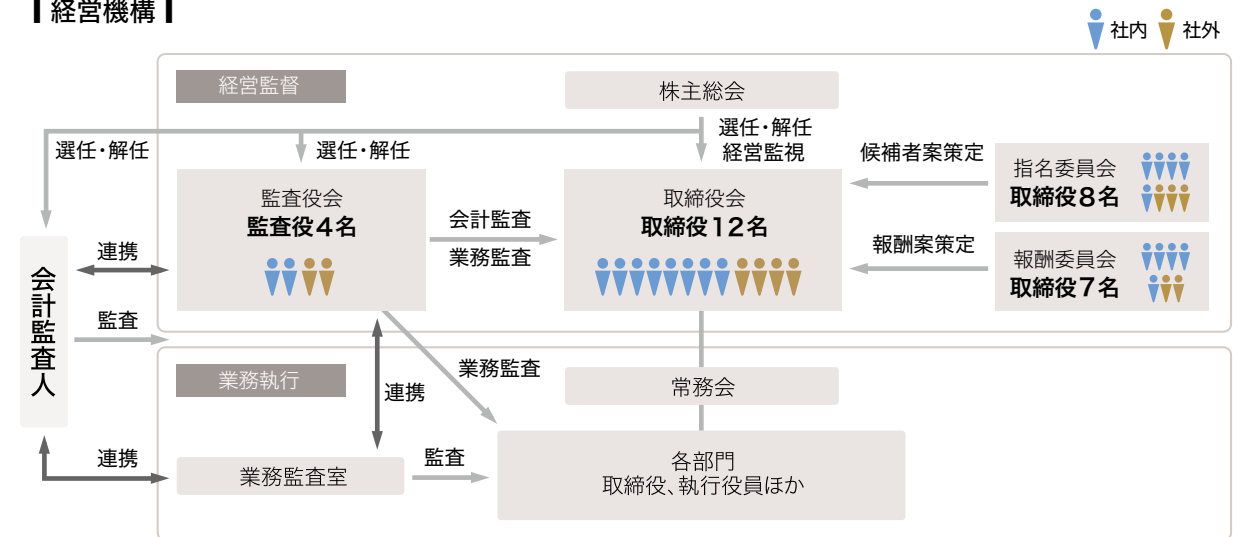 【経営機構】
社内 社外
経営監督
株主総会
選任・解任
選任・解任
選任・解任
経営監視
候補者案策定
指名委員会
取締役8名
監査役会
監査役4名
会計監査
業務監査
取締役会
取締役12名
報酬案策定
報酬委員会
取締役7名
連携
会計監査人
監査
業務執行
業務監査
連携
常務会
連携
業務監査室
監査
各部門
取締役、執行役員ほか